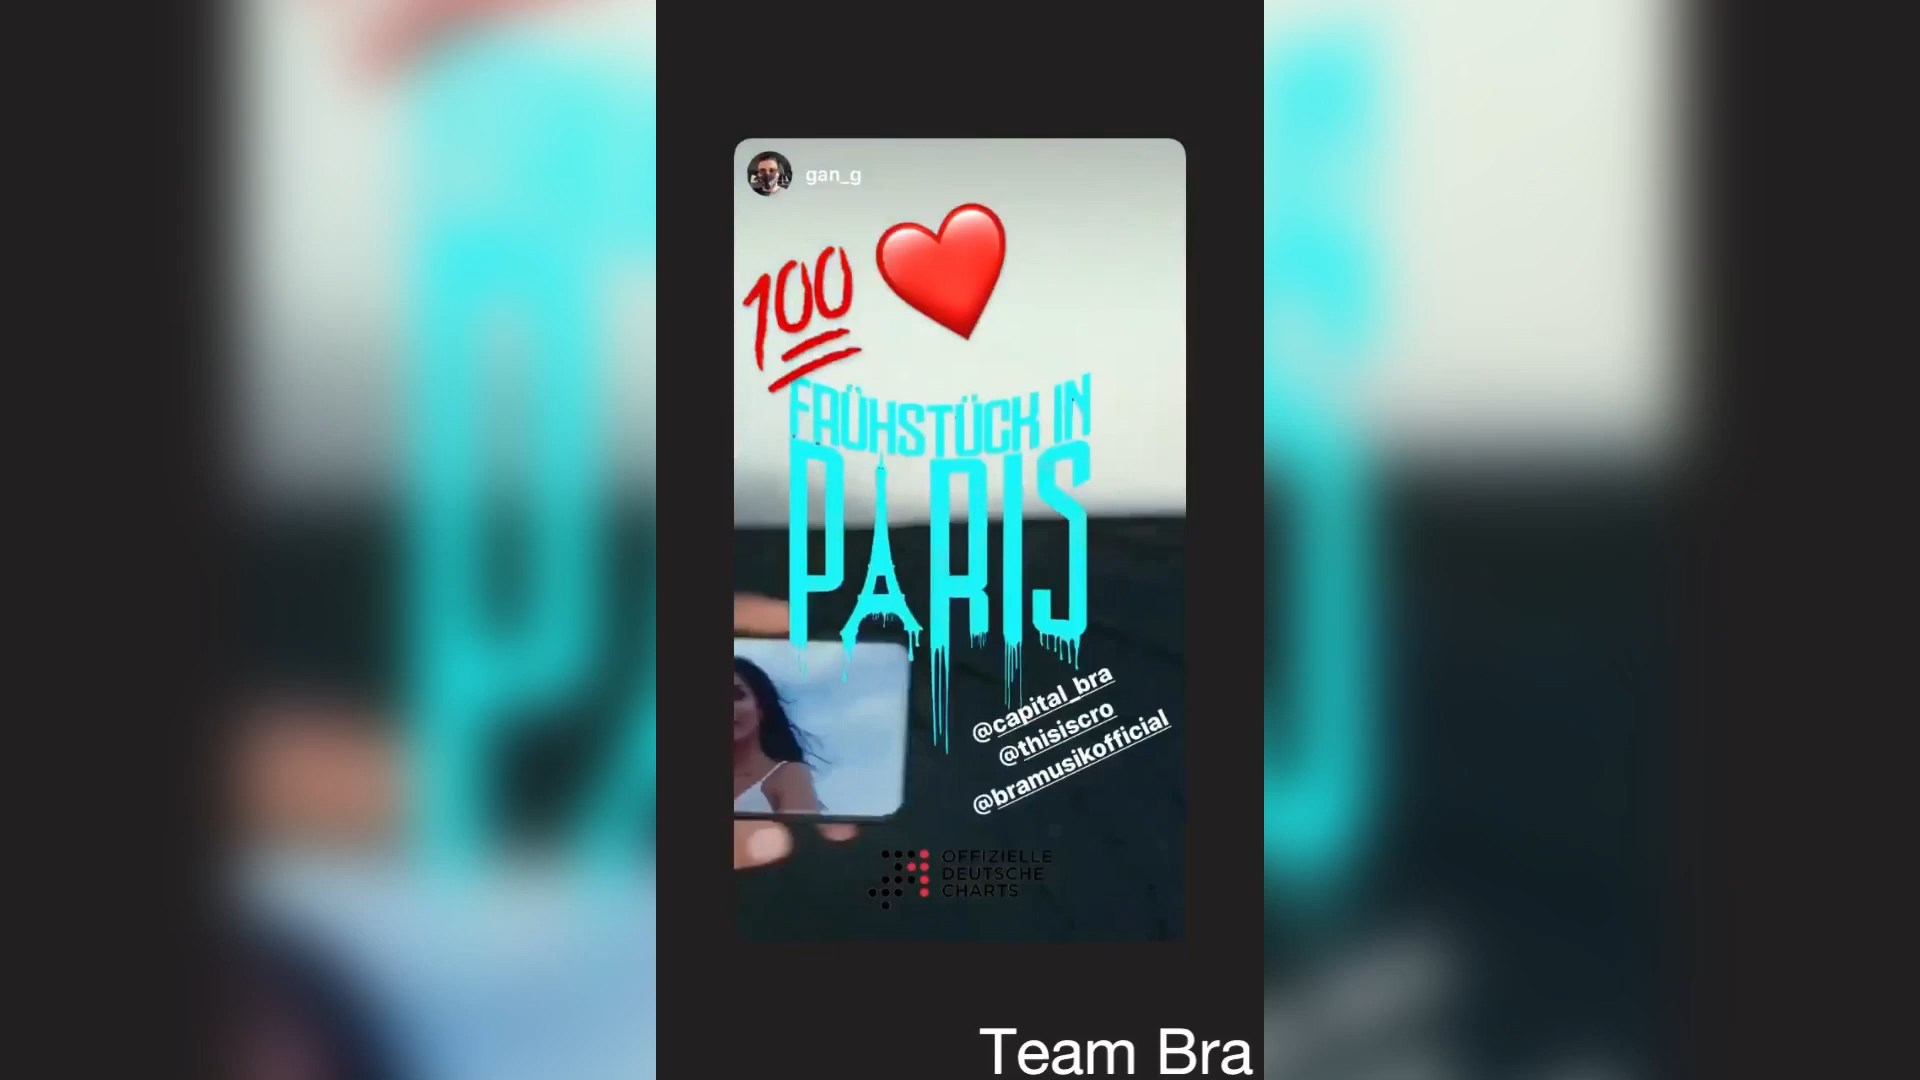 gan_g
100
FRÜHSTÜCK IN
PARIS
@capital_bra
@thisiscro
@bramusikofficial
OFFIZIELLE
DEUTSCHE
CHARTS
Team Bra